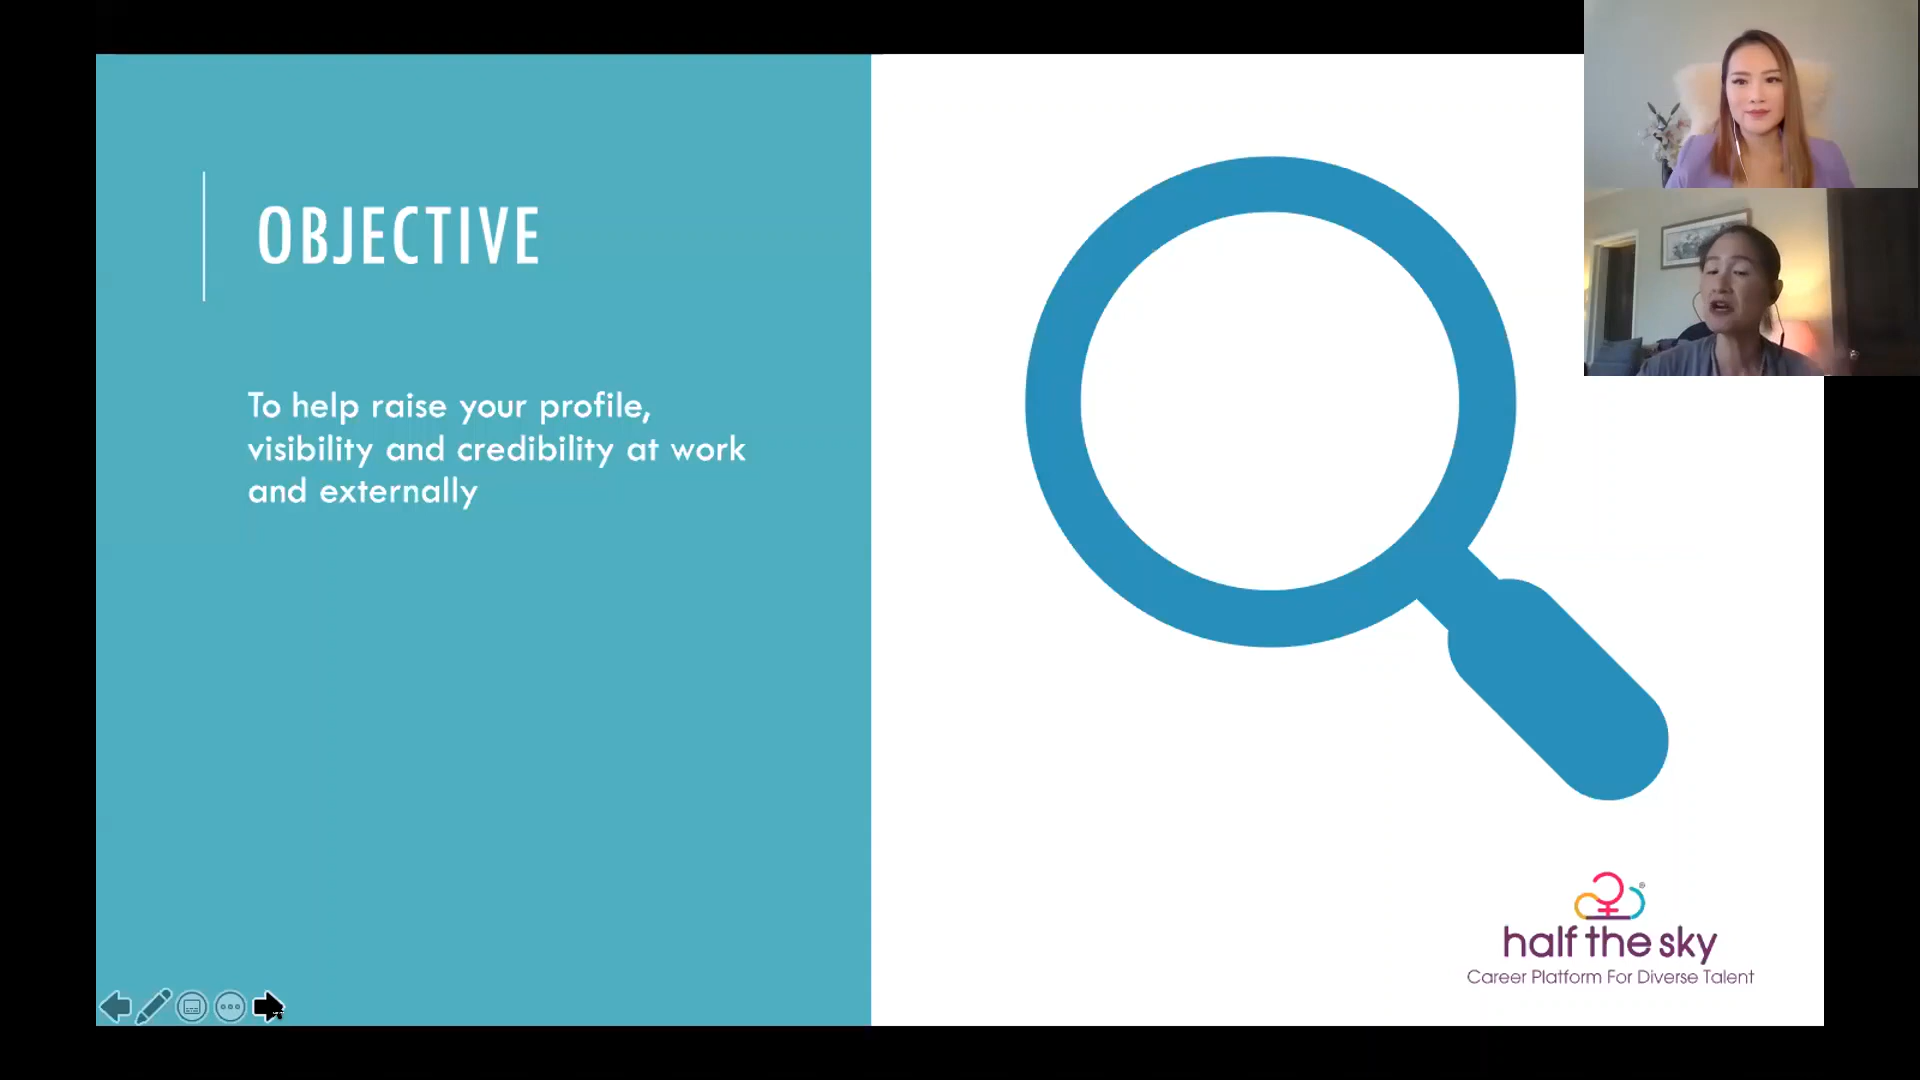 OBJECTIVE
To help raise your profile,
visibility and credibility at work
and externally
half the sky
Career Platform For Diverse Talent